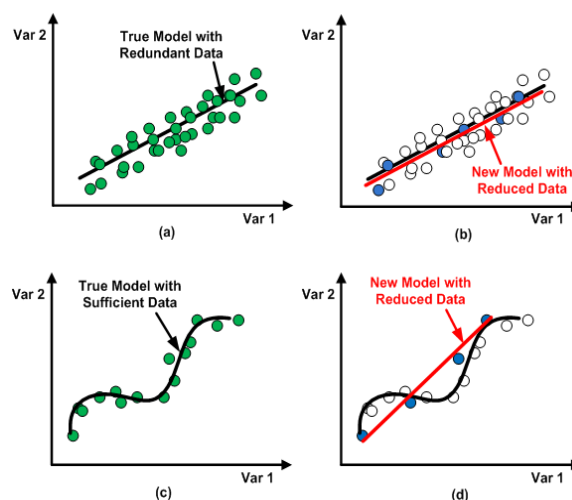 Var 2
True Model with
Redundant Data
Var 1
(a)
Var 2
New Model with
Reduced Data
Var 1
(b)
Var 2
True Model with
Sufficient Data
Var 1
(c)
Var 2
New Model with
Reduced Data
Var 1
(d)